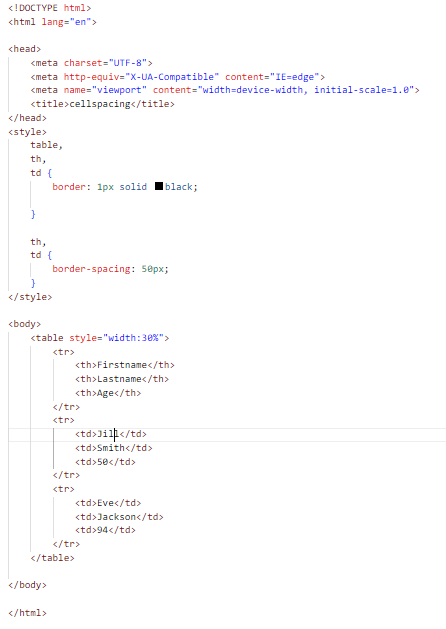 <!DOCTYPE html>
<html lang="en">
<head>
<meta charset="UTF-8">
<meta http-equiv="X-UA-Compatible" content="IE=edge">
<meta name="viewport" content="width=device-width, initial-scale=1.0">
<title>cellspacing</title>
</head>
<style>
table,
th,
td {
border: 1px solid black;
}
th,
td {
border-spacing: 50px;
}
</style>
<body>
<table style="width:30%">
<tr>
<th>Firstname</th>
<th>Lastname</th>
<th>Age</th>
</tr>
<tr>
<td>Jill</td>
<td>Smith</td>
<td>50</td>
</tr>
<tr>
<td>Eve</td>
<td>Jackson</td>
<td>94</td>
</tr>
</table>
</body>
</html>